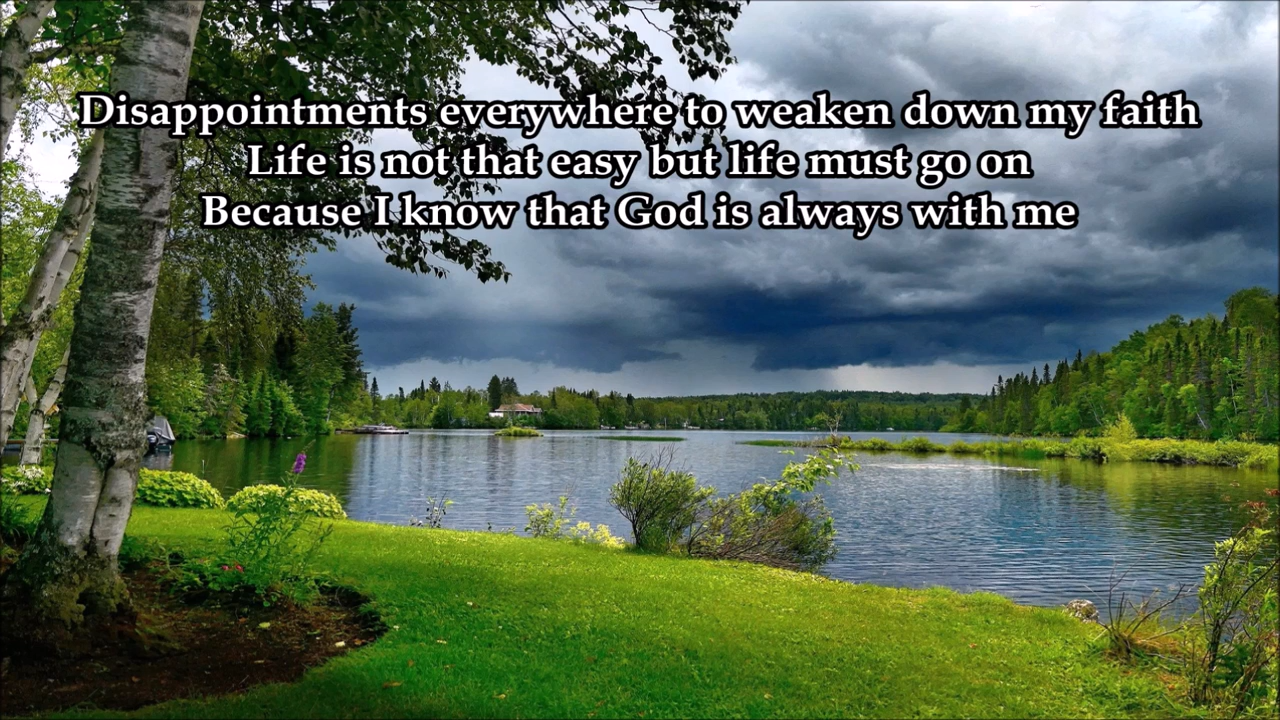 Disappointments everywhere to weaken down my faith
Life is not that easy but life must go on
Because I know that God is always with me